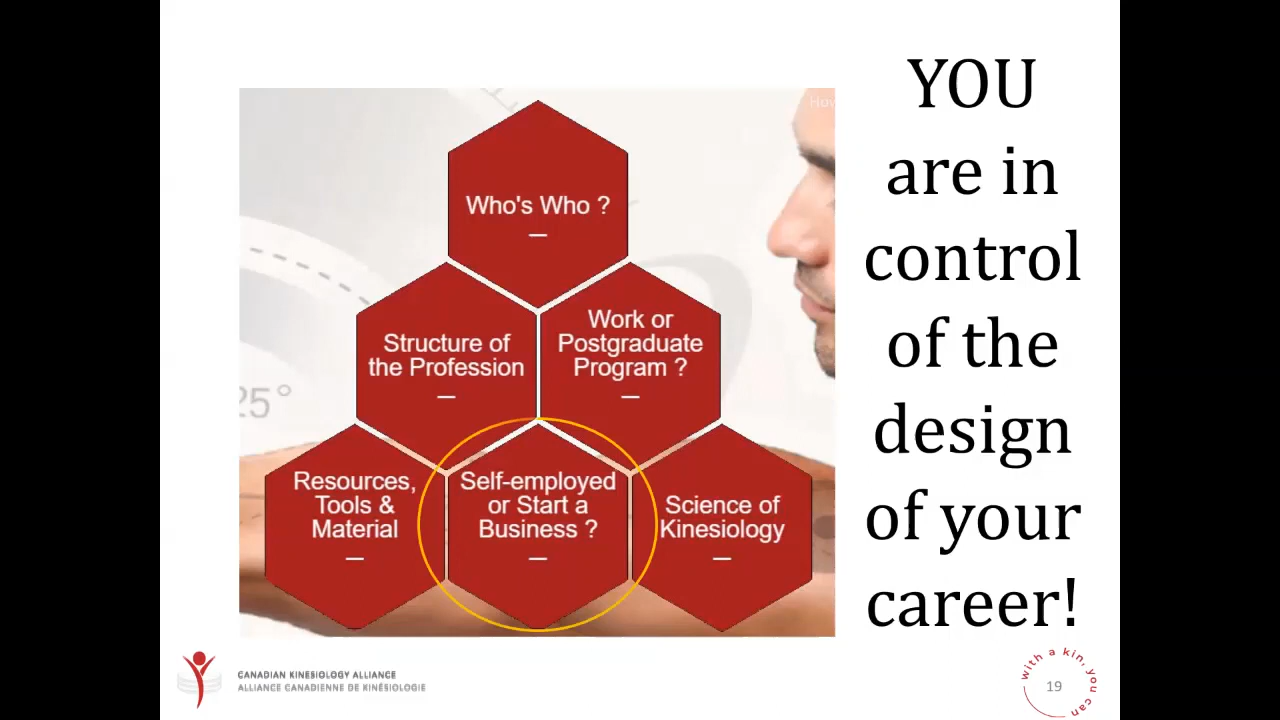 How
Who's Who ?
Structure of
the Profession
Work or
Postgraduate
Program ?
25°
Resources,
Tools &
Material
Self-employed
or Start a
Business ?
Science of
Kinesiology
YOU
are in
control
of the
design
of your
career!
CANADIAN KINESIOLOGY ALLIANCE
ALLIANCE CANADIENNE DE KINÉSIOLOGIE
with a kin, you can
19